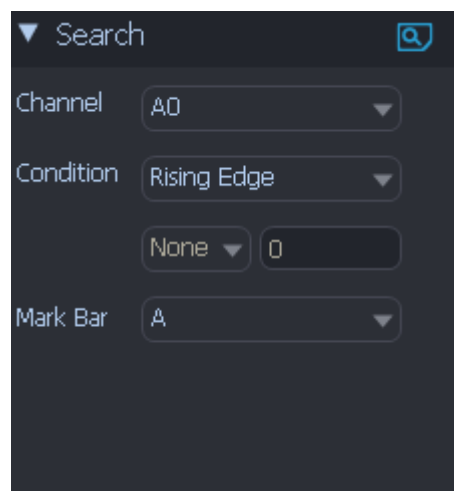 Search
Channel A0
Condition Rising Edge
None 0
Mark Bar A